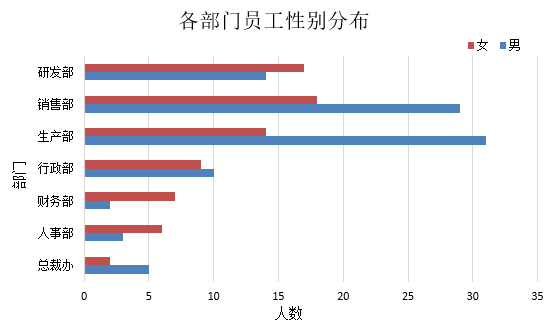 各部门员工性别分布
女 男
研发部
销售部
生产部
行政部
财务部
人事部
总裁办
部门
0 5 10 15 20 25 30 35
人数